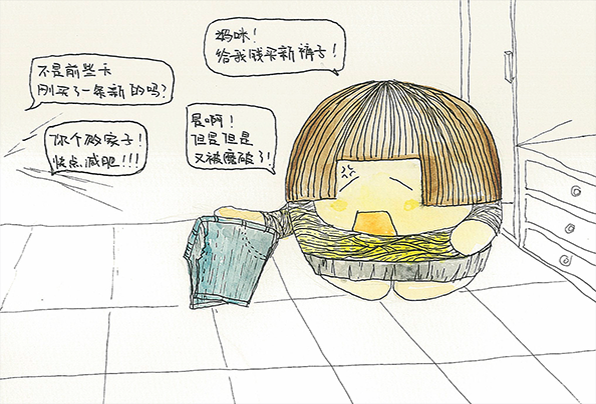 妈咪！
给我钱买新裤子！
不是前些天
刚买了一条新的吗？
是啊！
但是但是
又被磨破了！
你个败家子！
快点减肥！！！